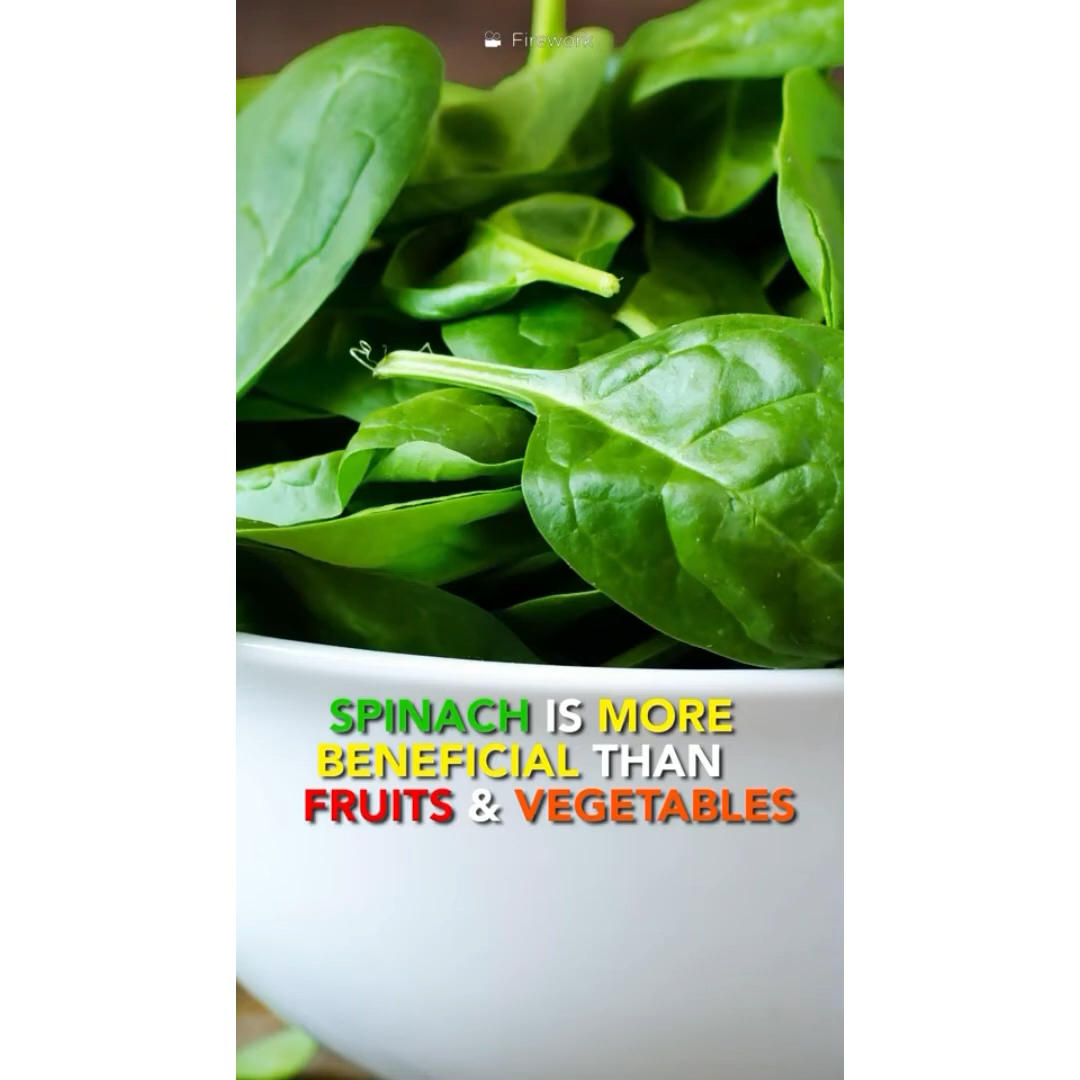 Firework
SPINACH IS MORE
BENEFICIAL THAN
FRUITS & VEGETABLES